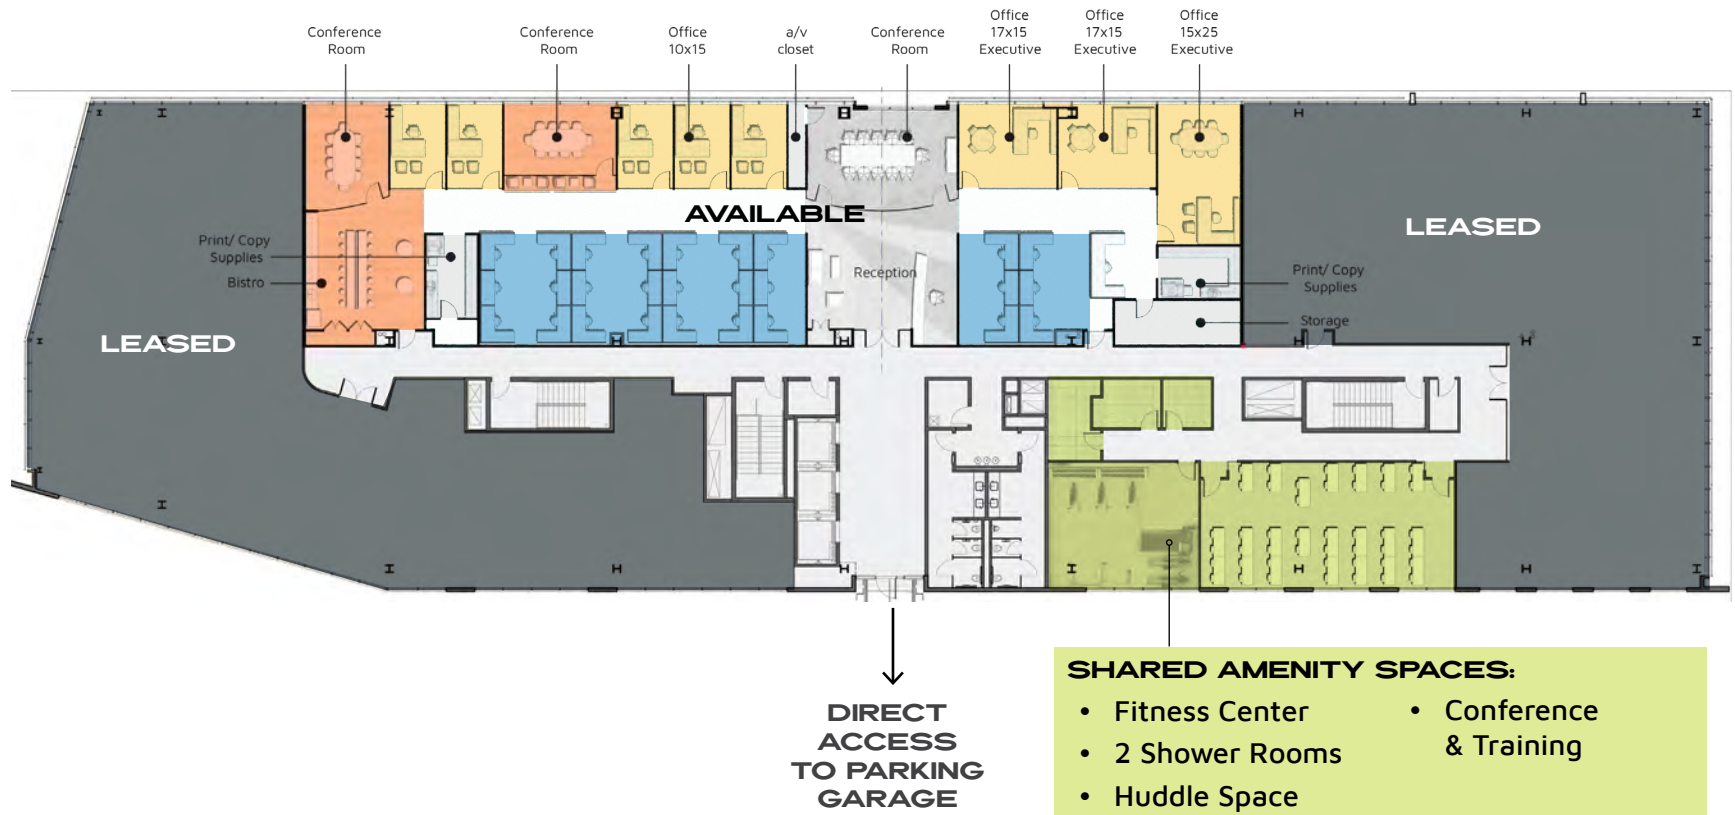 Conference
Room
Conference
Room
Office
10x15
a/v
closet
Conference
Room
Office
17x15
Executive
Office
17x15
Executive
Office
15x25
Executive
AVAILABLE
LEASED
Print/ Copy
Supplies
Bistro
Reception
Print/ Copy
Supplies
Storage
LEASED
DIRECT
ACCESS
TO PARKING
GARAGE
SHARED AMENITY SPACES:
• Fitness Center
• 2 Shower Rooms
• Huddle Space
• Conference
& Training